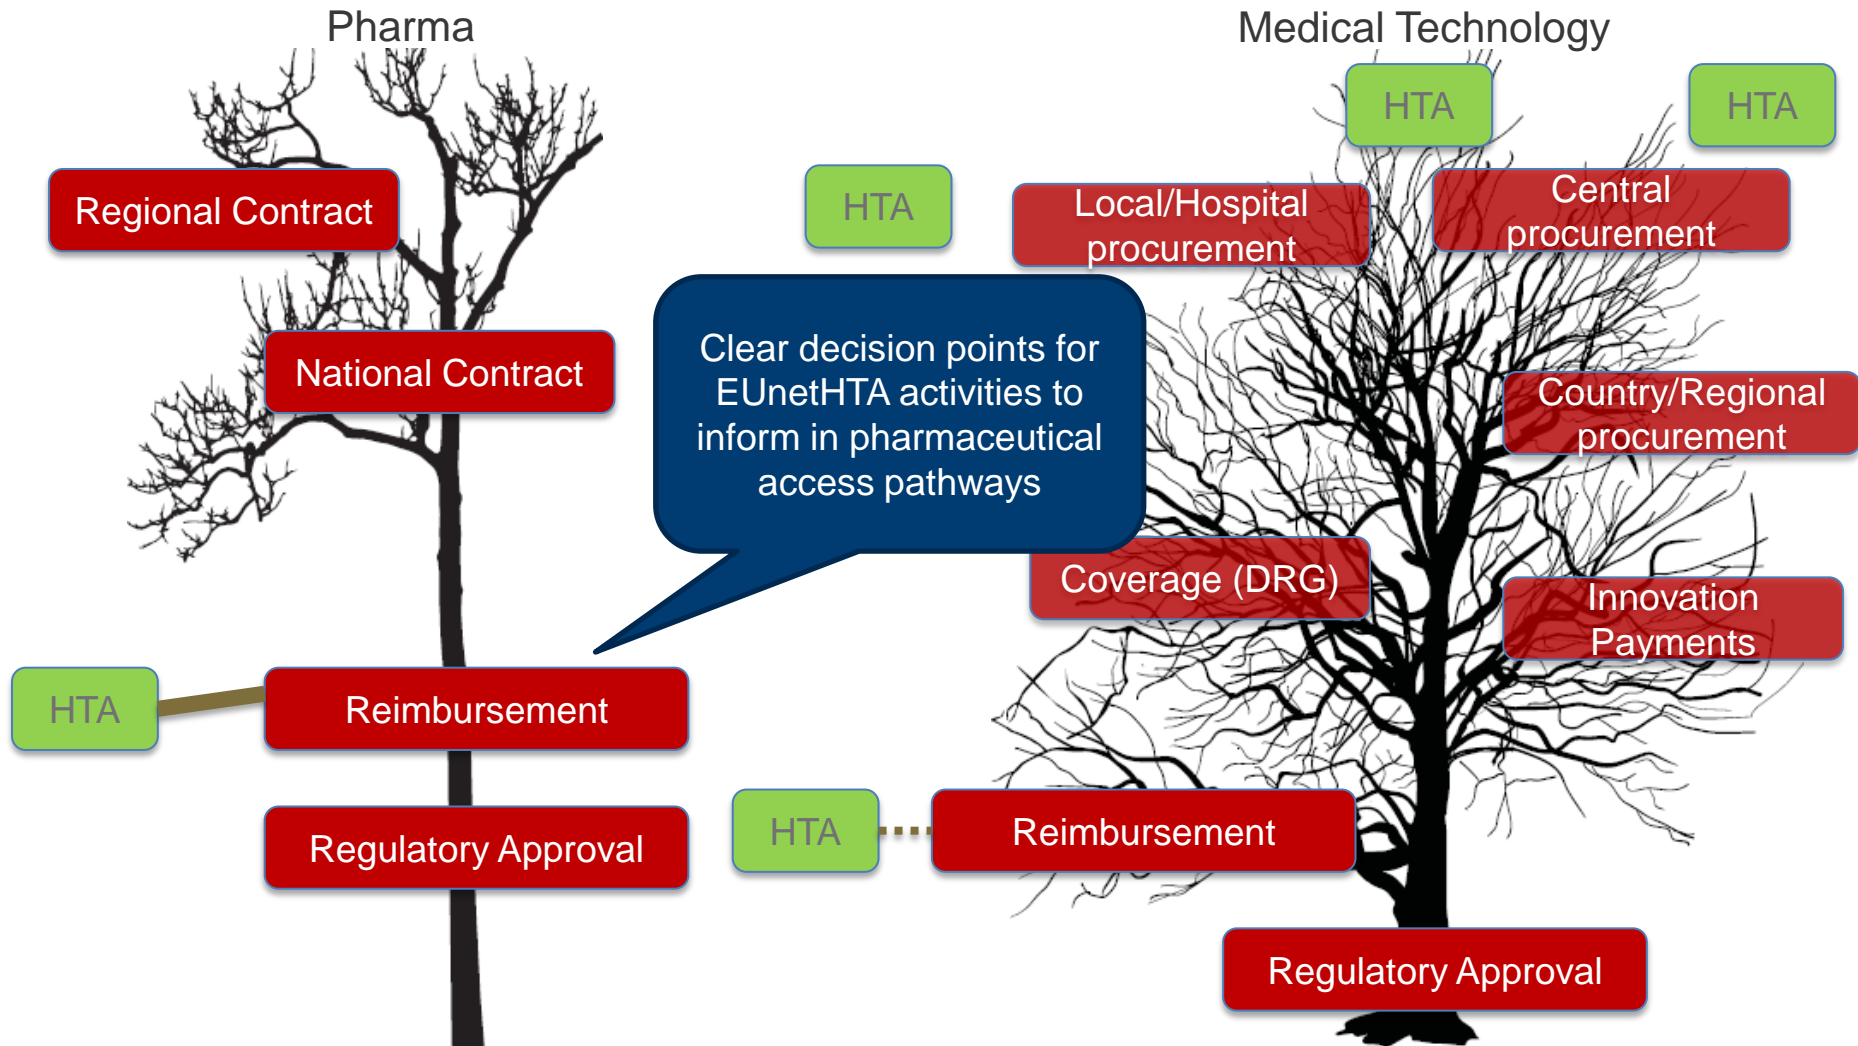 Pharma
Regional Contract
National Contract
HTA
Reimbursement
Regulatory Approval
Clear decision points for
EUnetHTA activities to
inform in pharmaceutical
access pathways
Medical Technology
HTA
HTA
HTA
Local/Hospital
procurement
Central
procurement
Country/Regional
procurement
Coverage (DRG)
Innovation
Payments
HTA
Reimbursement
Regulatory Approval